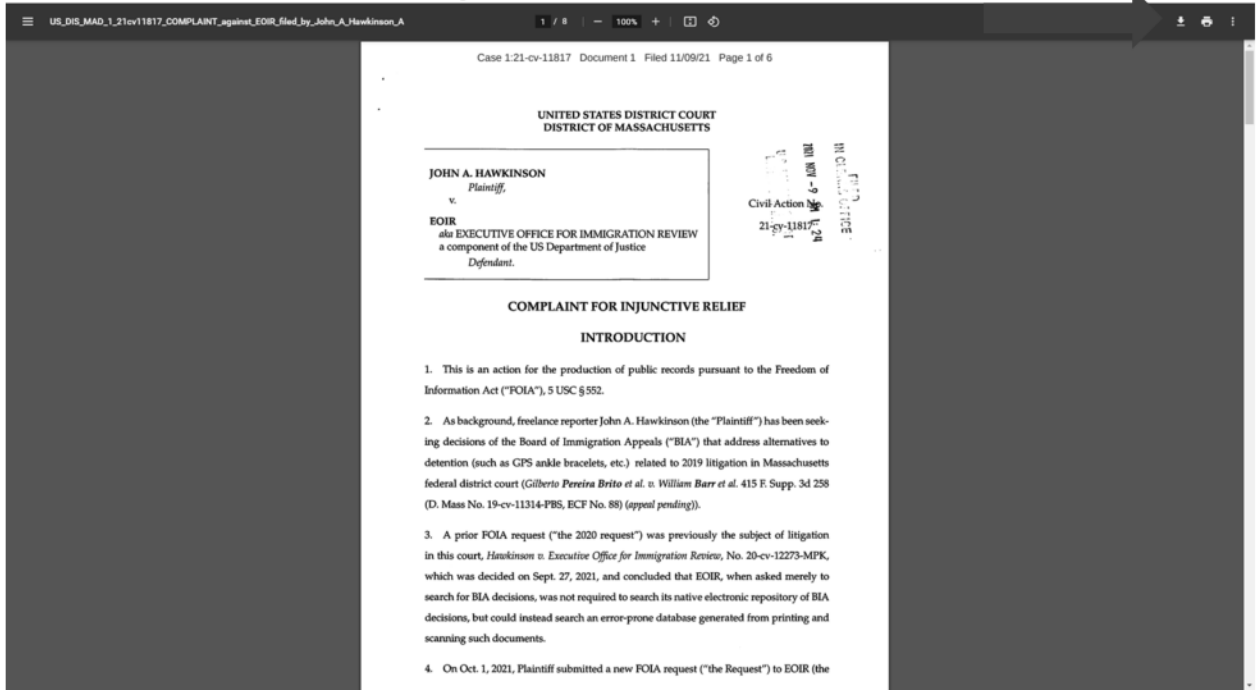 US_DIS_MAD_1_21cv11817_COMPLAINT_against_EOIR_filed_by_John_A_Hawkinson_A
1 / 8
100%
Case 1:21-cv-11817 Document 1 Filed 11/09/21 Page 1 of 6
UNITED STATES DISTRICT COURT
DISTRICT OF MASSACHUSETTS
JOHN A. HAWKINSON
Plaintiff,
v.
EOIR
aka EXECUTIVE OFFICE FOR IMMIGRATION REVIEW
a component of the US Department of Justice
Defendant.
Civil Action No.
21-cv-11817
FILED
IN CLERKS OFFICE
2021 NOV -9 PM 1: 24
COMPLAINT FOR INJUNCTIVE RELIEF
INTRODUCTION
1. This is an action for the production of public records pursuant to the Freedom of
Information Act (“FOIA”), 5 USC § 552.
2. As background, freelance reporter John A. Hawkinson (the “Plaintiff”) has been seek-
ing decisions of the Board of Immigration Appeals (“BIA”) that address alternatives to
detention (such as GPS ankle bracelets, etc.) related to 2019 litigation in Massachusetts
federal district court (Gilberto Pereira Brito et al. v. William Barr et al. 415 F. Supp. 3d 258
(D. Mass No. 19-cv-11314-PBS, ECF No. 88) (appeal pending)).
3. A prior FOIA request (“the 2020 request”) was previously the subject of litigation
in this court, Hawkinson v. Executive Office for Immigration Review, No. 20-cv-12273-MPK,
which was decided on Sept. 27, 2021, and concluded that EOIR, when asked merely to
search for BIA decisions, was not required to search its native electronic repository of BIA
decisions, but could instead search an error-prone database generated from printing and
scanning such documents.
4. On Oct. 1, 2021, Plaintiff submitted a new FOIA request (“the Request”) to EOIR (the